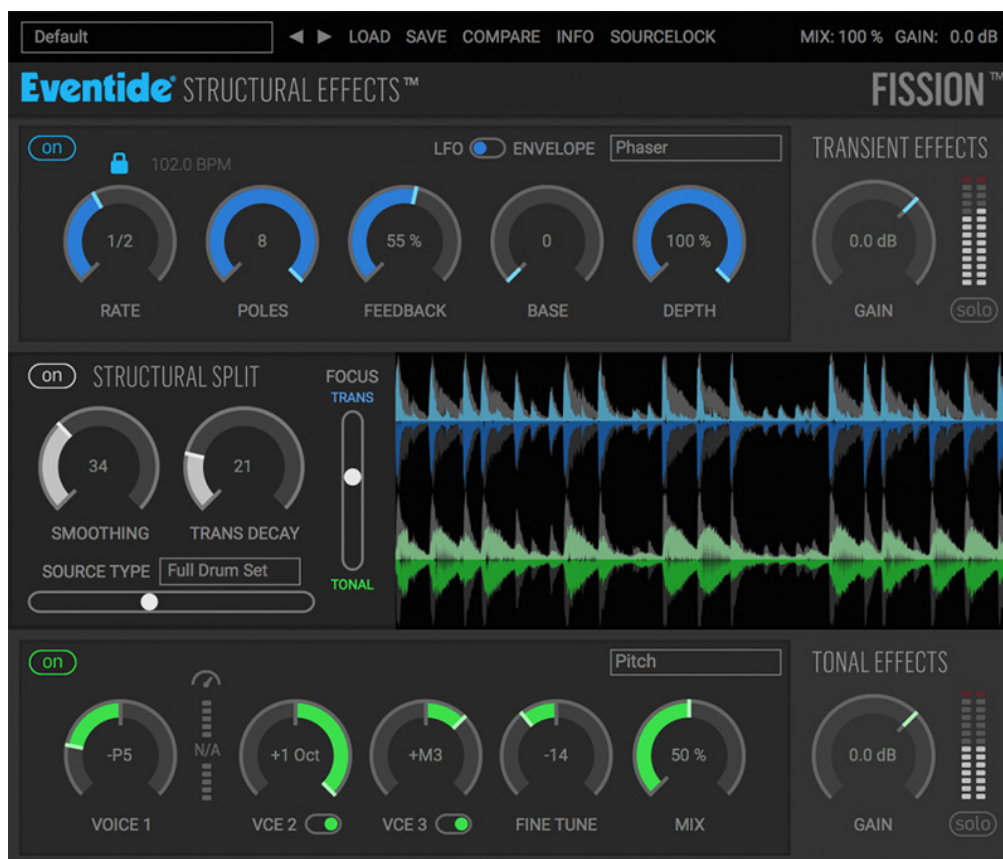 Default LOAD SAVE COMPARE INFO SOURCELOCK MIX: 100 % GAIN: 0.0 dB
Eventide® STRUCTURAL EFFECTS™ FISSION™
on 102.0 BPM LFO ENVELOPE Phaser TRANSIENT EFFECTS
1/2 8 55 % 0 100 % 0.0 dB
RATE POLES FEEDBACK BASE DEPTH GAIN solo
on STRUCTURAL SPLIT FOCUS
TRANS
34 21
SMOOTHING TRANS DECAY
SOURCE TYPE Full Drum Set
TONAL
on Pitch TONAL EFFECTS
-P5 N/A +1 Oct +M3 -14 50 % 0.0 dB
VOICE 1 VCE 2 VCE 3 FINE TUNE MIX GAIN solo